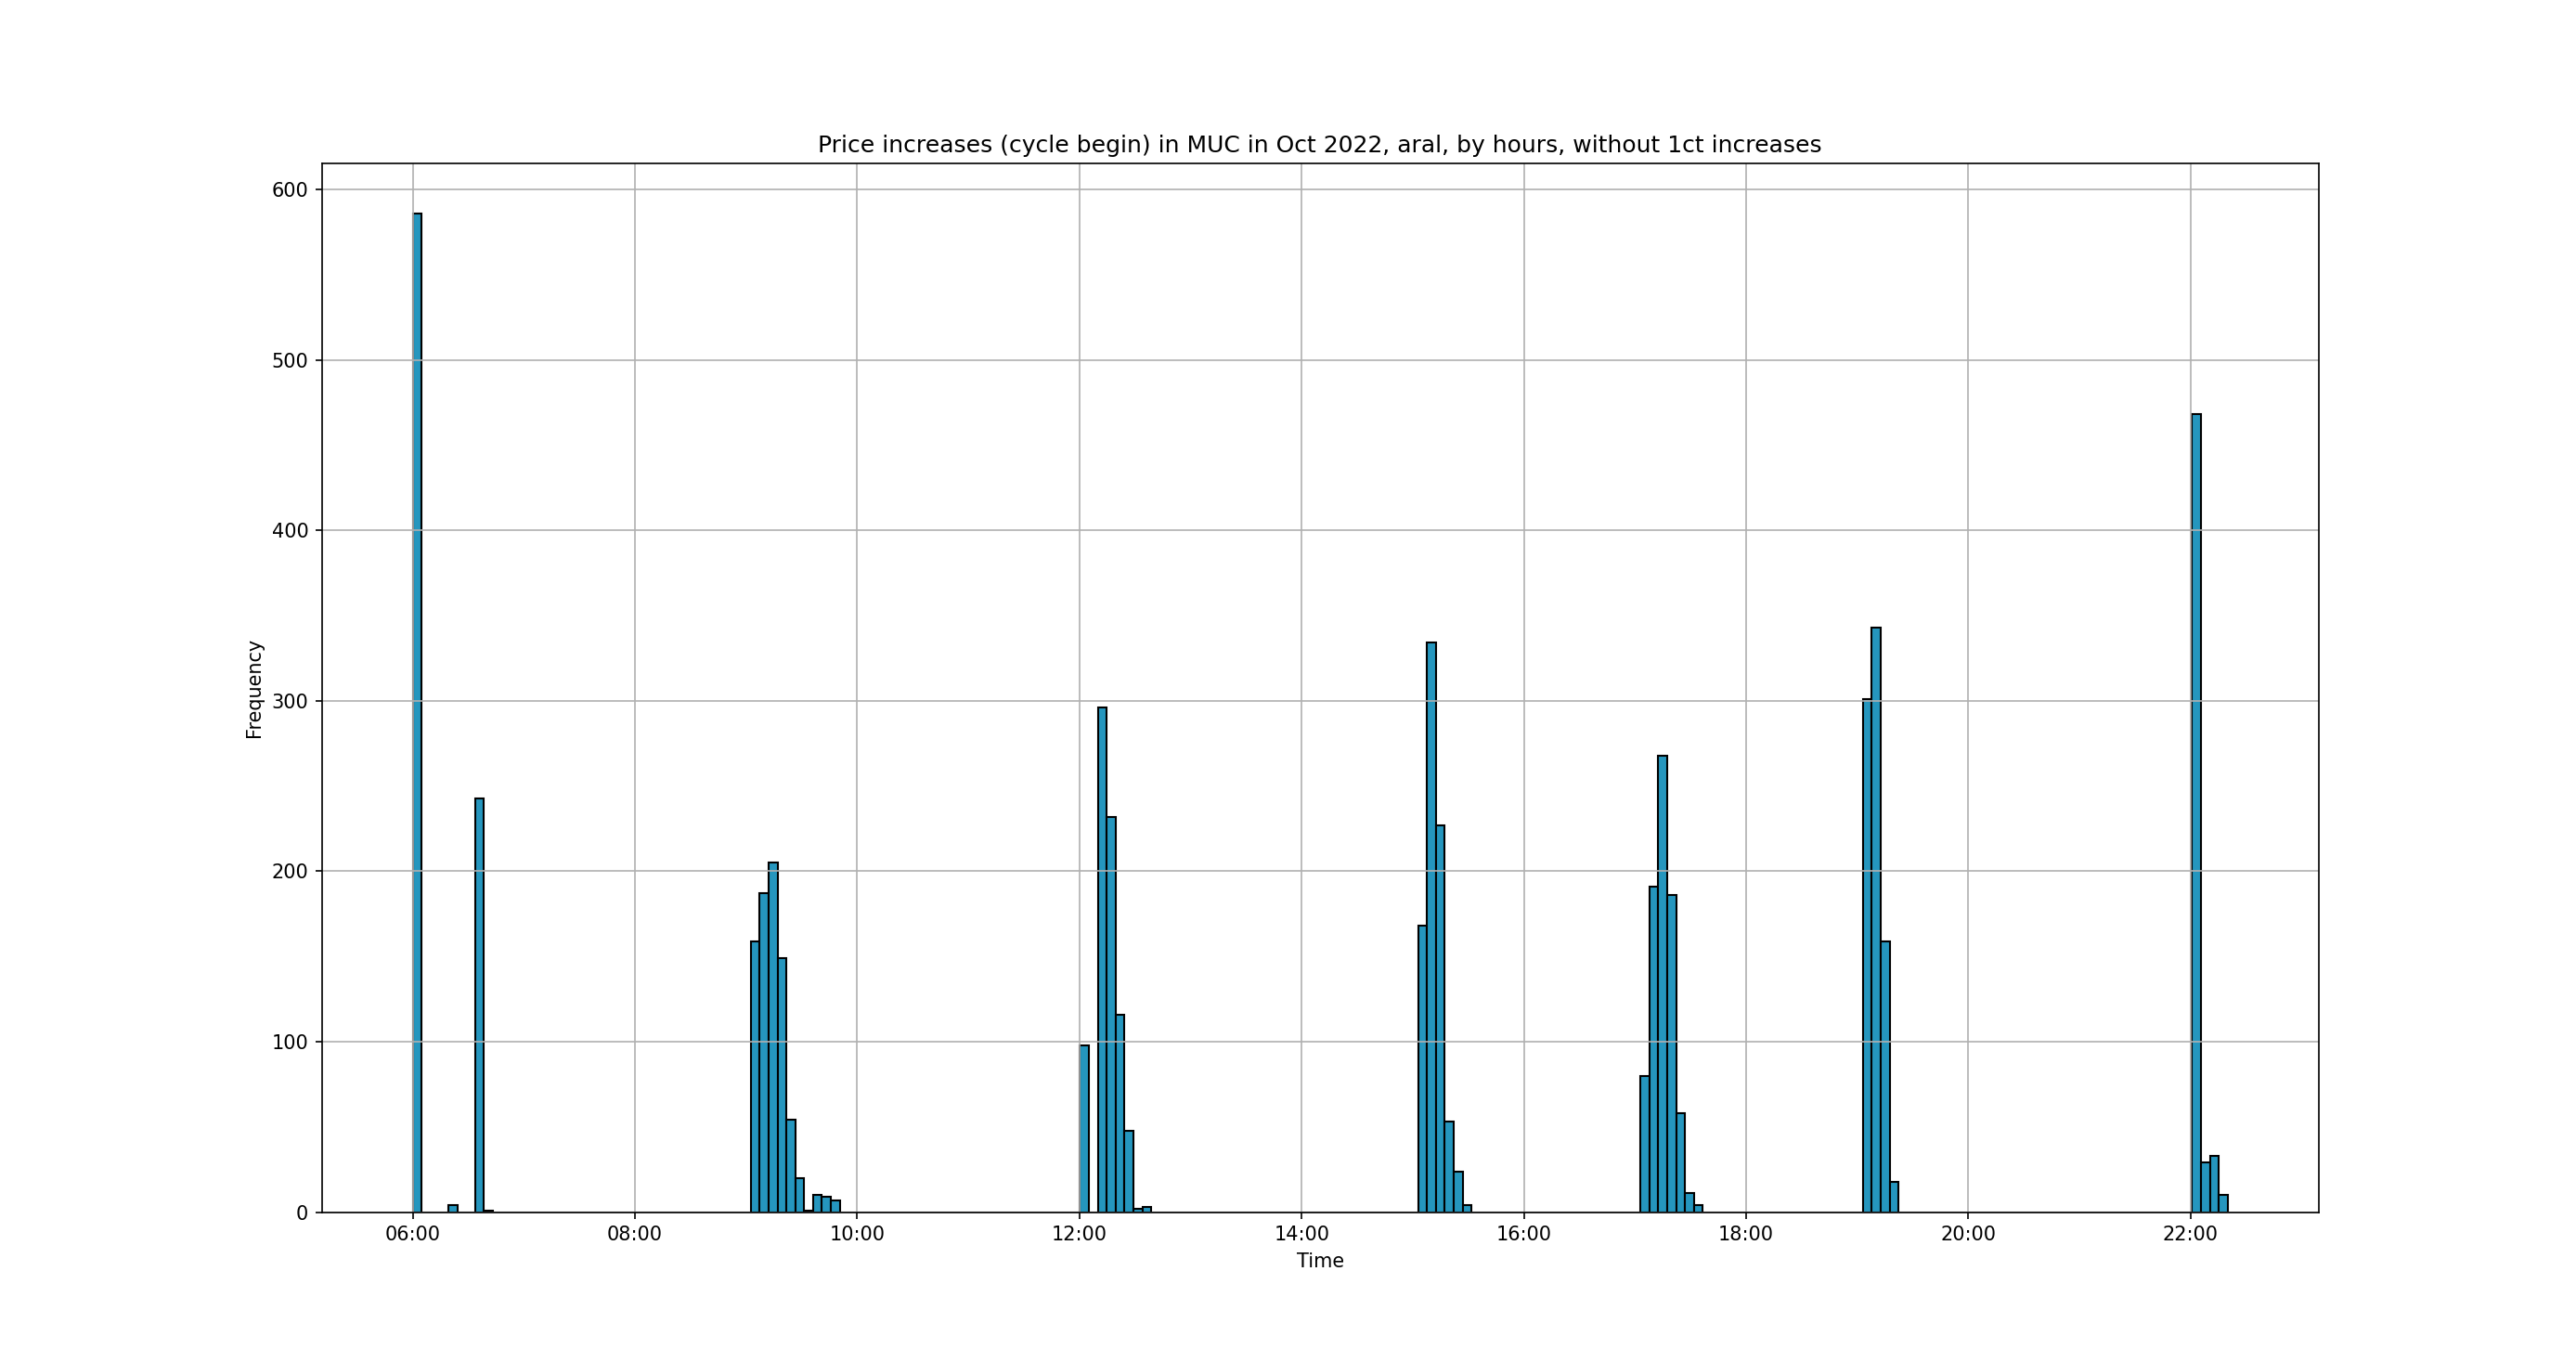 Price increases (cycle begin) in MUC in Oct 2022, aral, by hours, without 1ct increases
600
500
400
300
200
100
0
Frequency
06:00 08:00 10:00 12:00 14:00 16:00 18:00 20:00 22:00
Time